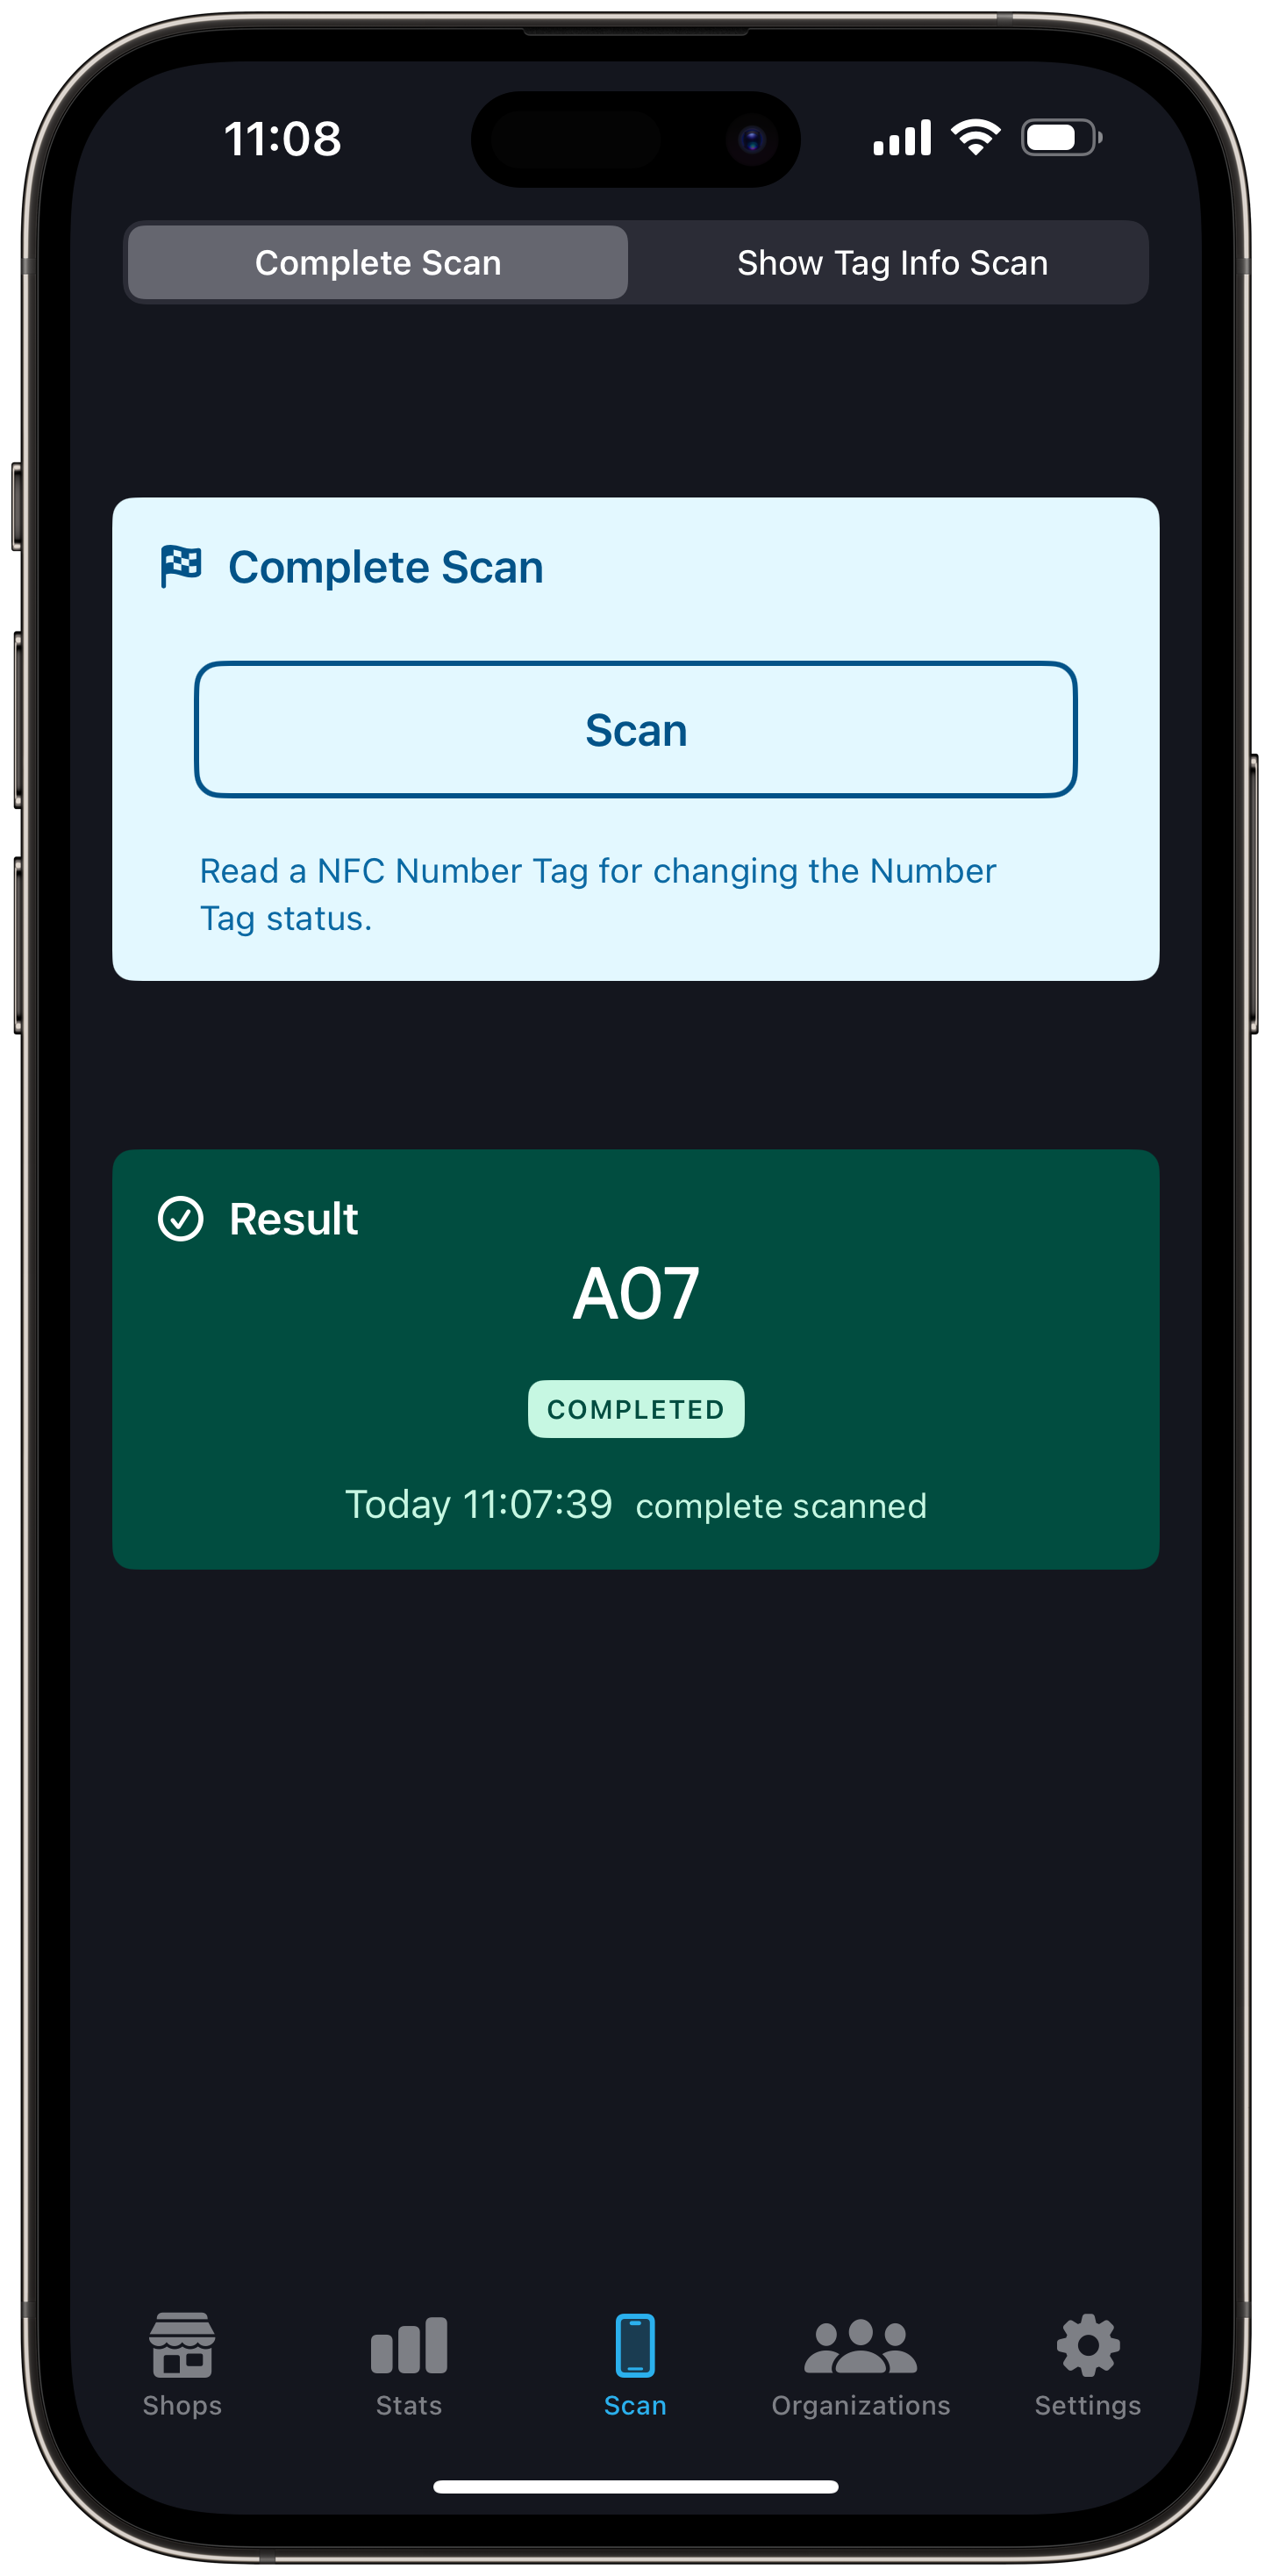 11:08
Complete Scan
Show Tag Info Scan
Complete Scan
Scan
Read a NFC Number Tag for changing the Number
Tag status.
Result
A07
COMPLETED
Today 11:07:39 complete scanned
Shops
Stats
Scan
Organizations
Settings